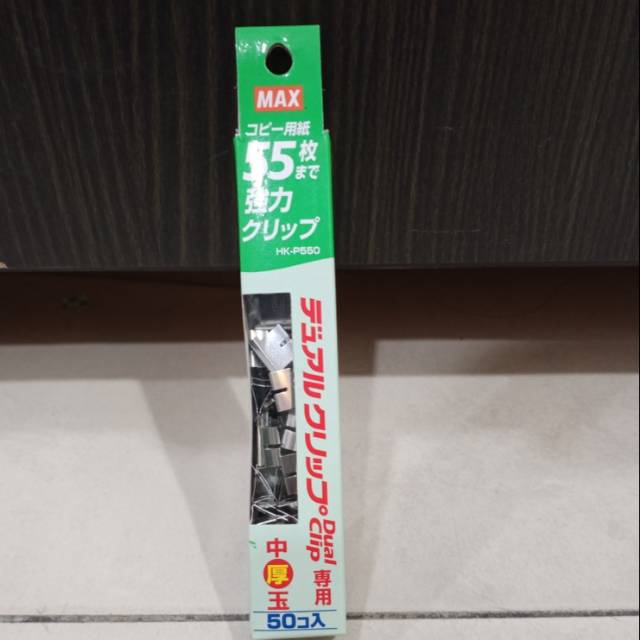 MAX
コピー用紙
55枚まで
強力
クリップ
HK-P550
デュアルクリップ®
Dual Clip
専用
中厚玉
50コ入